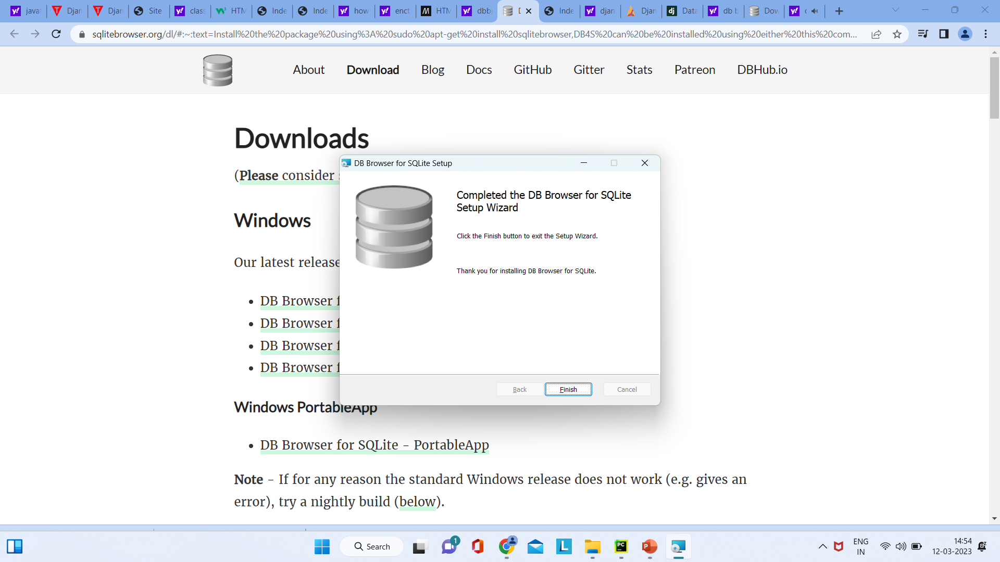 java
Djan
Djan
Site
class
HTM
Inde
Inde
how
enct
HTM
dbb
Inde
djan
Djan
Data
db b
Dow
sqlitebrowser.org/dl/#:~:text=Install%20the%20package%20using%3A%20sudo%20apt-get%20install%20sqlitebrowser,DB4S%20can%20be%20installed%20using%20either%20this%20com...
About
Download
Blog
Docs
GitHub
Gitter
Stats
Patreon
DBHub.io
Downloads
(Please consider
Windows
Our latest release
DB Browser f
DB Browser f
DB Browser f
DB Browser f
DB Browser for SQLite Setup
Completed the DB Browser for SQLite
Setup Wizard
Click the Finish button to exit the Setup Wizard.
Thank you for installing DB Browser for SQLite.
Back
Finish
Cancel
Windows PortableApp
DB Browser for SQLite - PortableApp
Note - If for any reason the standard Windows release does not work (e.g. gives an
error), try a nightly build (below).
Search
1
ENG
IN
14:54
12-03-2023